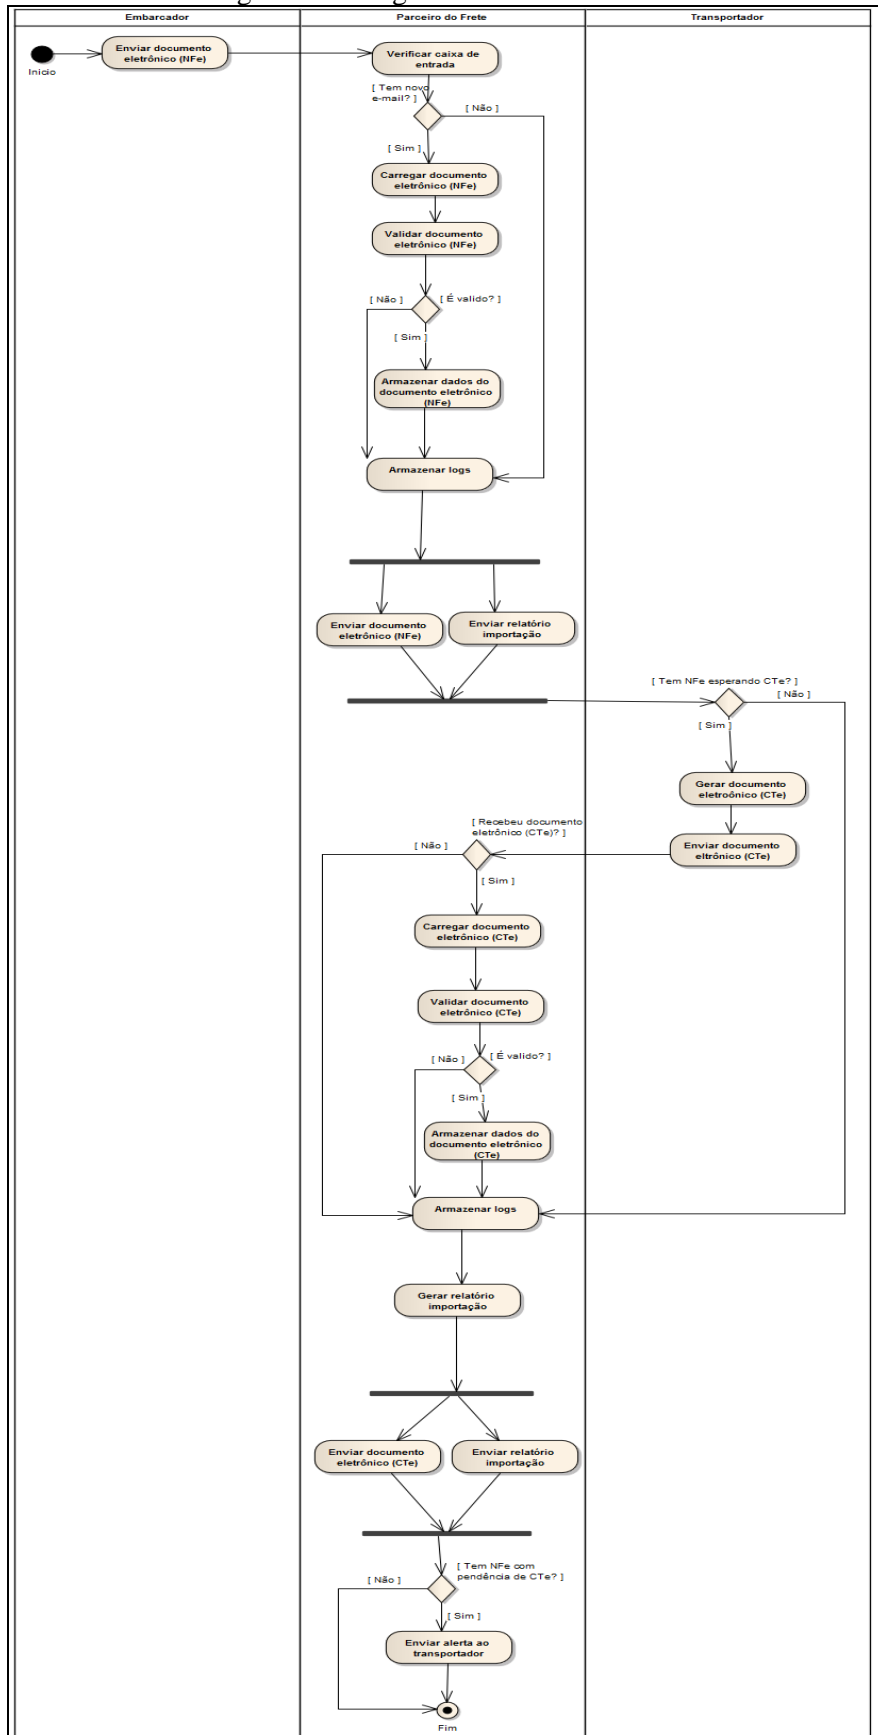 Embarcador
Parceiro do Frete
Transportador
Inicio
Enviar documento
eletrônico (NFe)
Verificar caixa de
entrada
[ Tem novo
e-mail? ]
[ Não ]
[ Sim ]
Carregar documento
eletrônico (NFe)
Validar documento
eletrônico (NFe)
[ Não ]
[ É valido? ]
[ Sim ]
Armazenar dados do
documento eletrônico
(NFe)
Armazenar logs
Enviar documento
eletrônico (NFe)
Enviar relatório
importação
[ Tem NFe esperando CTe? ]
[ Não ]
[ Sim ]
Gerar documento
eletroônico (CTe)
Enviar documento
eltrônico (CTe)
[ Recebeu documento
eletrônico (CTe)? ]
[ Não ]
[ Sim ]
Carregar documento
eletrônico (CTe)
Validar documento
eletrônico (CTe)
[ Não ]
[ É valido? ]
[ Sim ]
Armazenar dados do
documento eletrônico
(CTe)
Armazenar logs
Gerar relatório
importação
Enviar documento
eletrônico (CTe)
Enviar relatório
importação
[ Tem NFe com
pendência de CTe? ]
[ Não ]
[ Sim ]
Enviar alerta ao
transportador
Fim